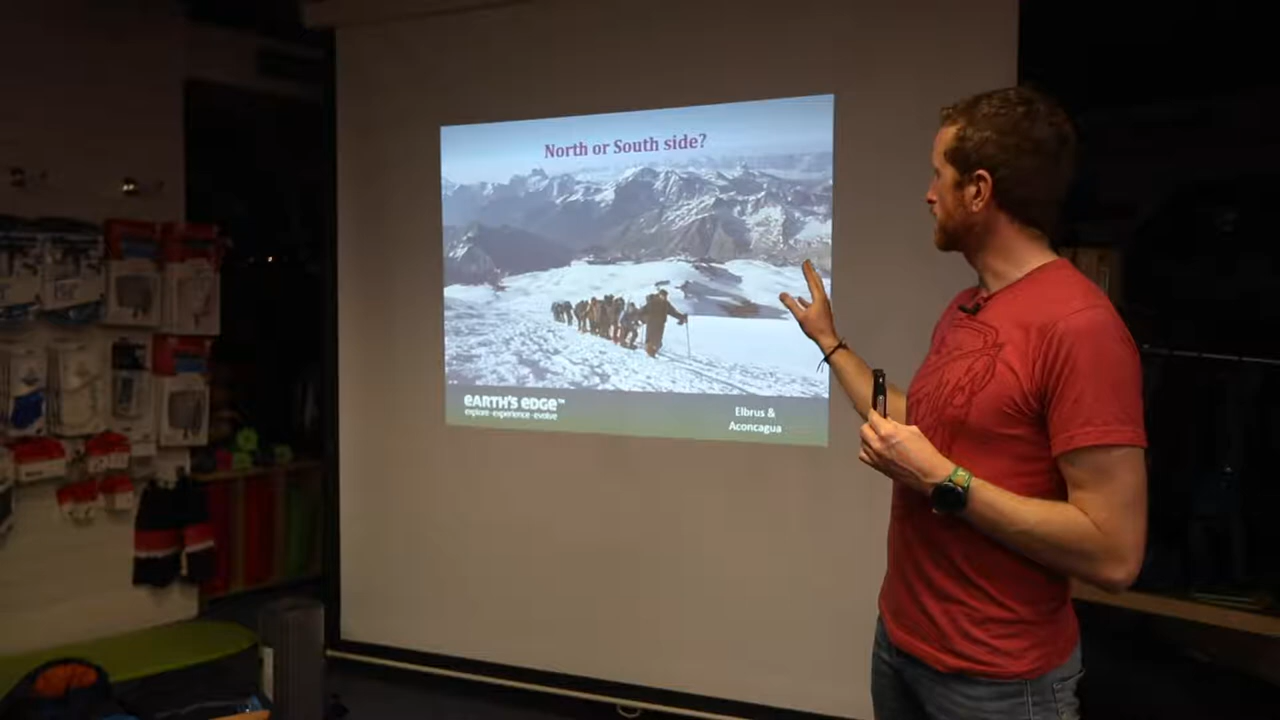 North or South side?
EARTH'S EDGE™
explore·experience·evolve
Elbrus &
Aconcagua